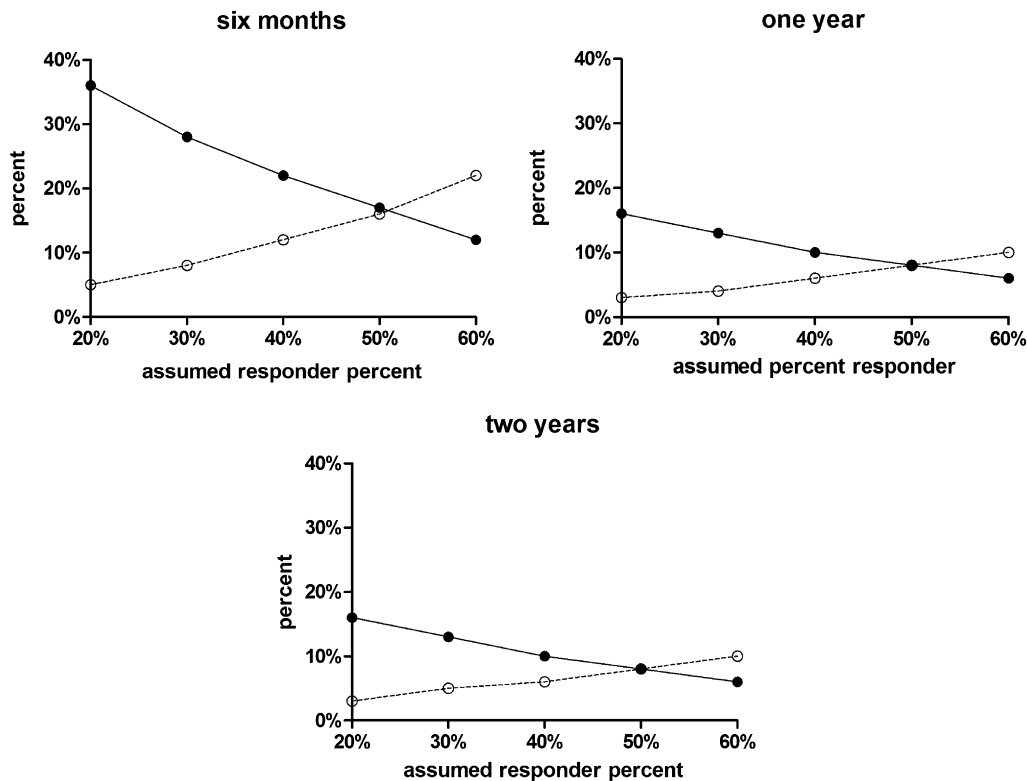 six months
40%
30%
20%
10%
0%
percent
20% 30% 40% 50% 60%
assumed responder percent
one year
40%
30%
20%
10%
0%
percent
20% 30% 40% 50% 60%
assumed percent responder
two years
40%
30%
20%
10%
0%
percent
20% 30% 40% 50% 60%
assumed responder percent